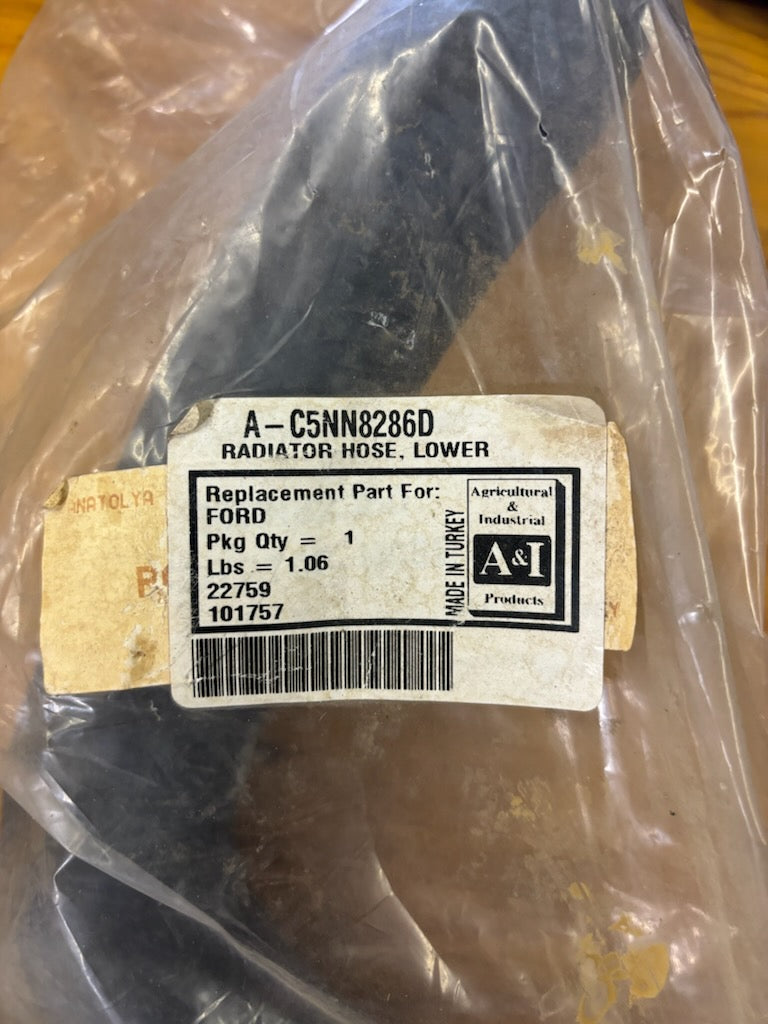 A-C5NN8286D
RADIATOR HOSE, LOWER
Replacement Part For:
FORD
Pkg Qty = 1
Lbs = 1.06
22759
101757
MADE IN TURKEY
Agricultural
&
Industrial
A&I
Products
ANATOLYA